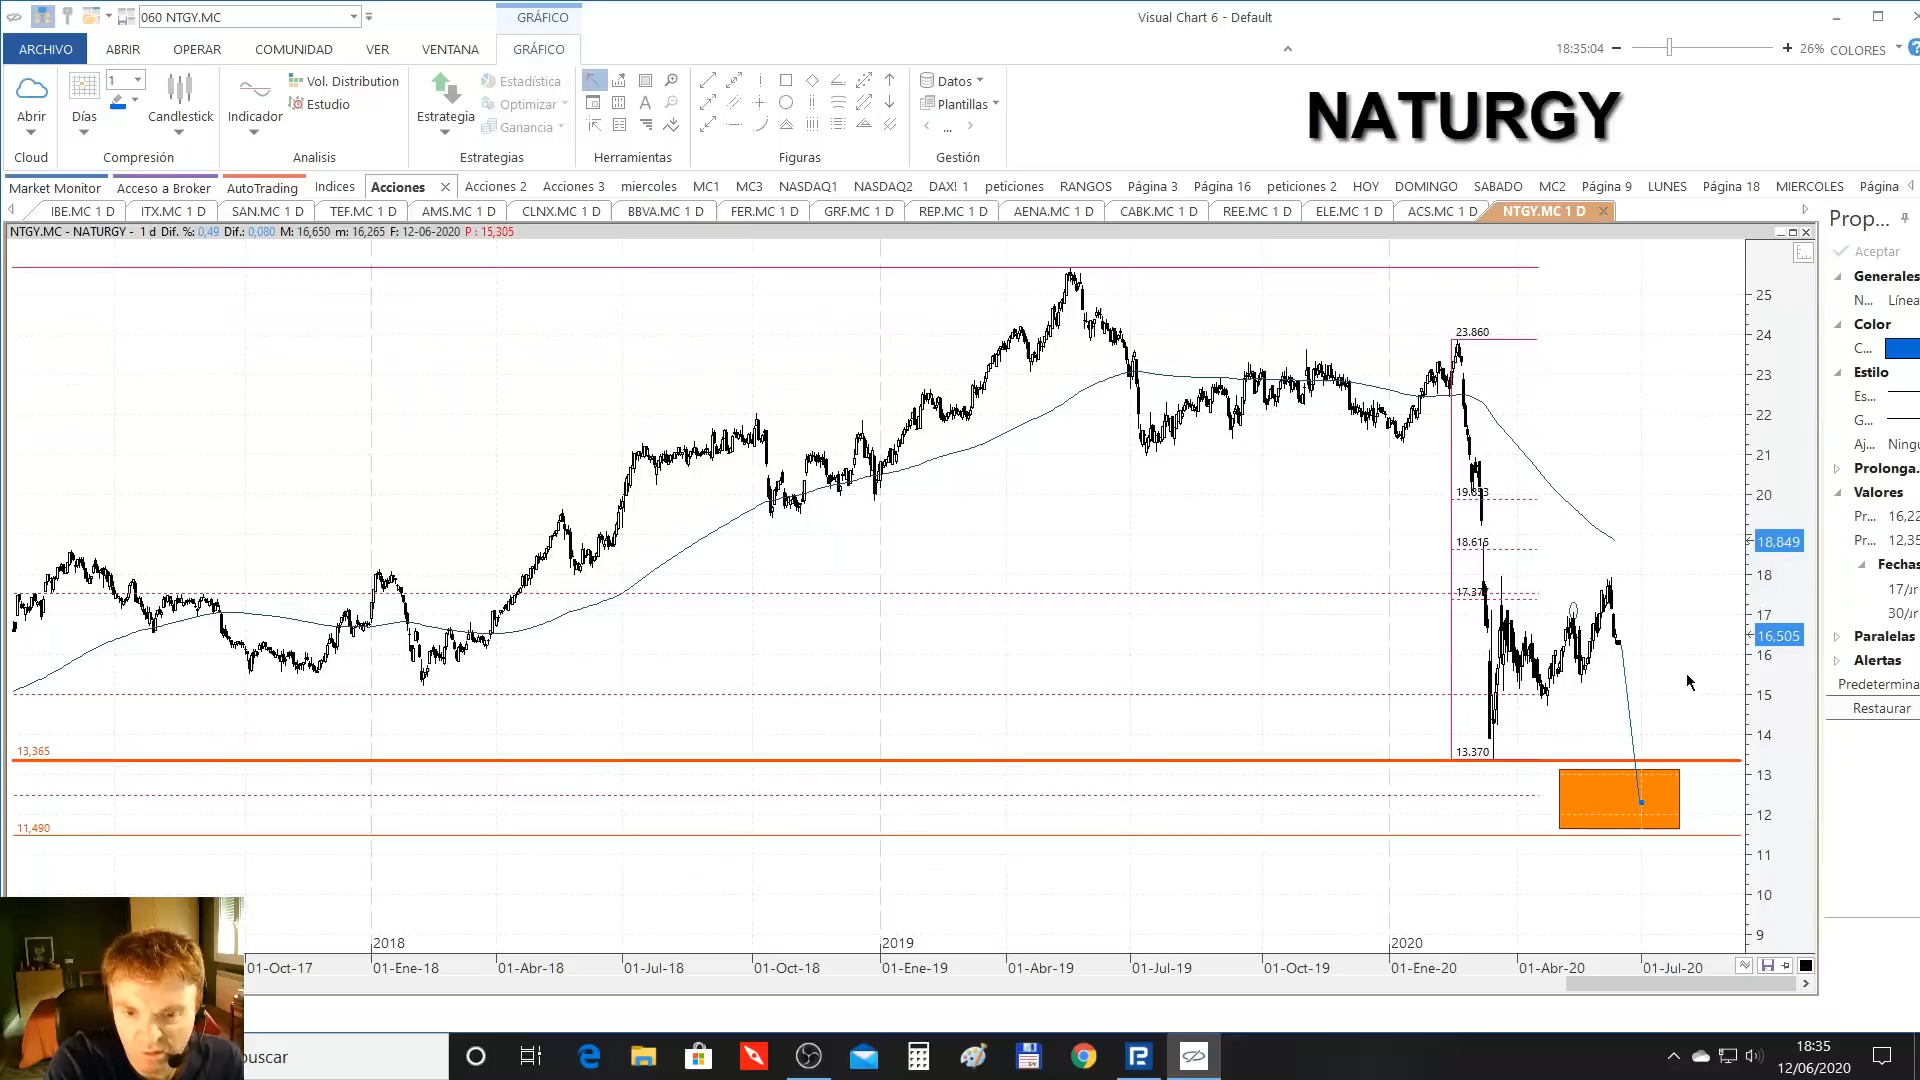 060 NTGY.MC
GRÁFICO
Visual Chart 6 - Default
ARCHIVO ABRIR OPERAR COMUNIDAD VER VENTANA GRÁFICO
18:35:04
26% COLORES
Abrir
Cloud
Días
1
Candlestick
Compresión
Indicador
Vol. Distribution
Estudio
Analisis
Estrategia
Estadística
Optimizar
Ganancia
Estrategias
Herramientas
Figuras
Datos
Plantillas
...
Gestión
NATURGY
Market Monitor Acceso a Broker AutoTrading Indices Acciones Acciones 2 Acciones 3 miercoles MC1 MC3 NASDAQ1 NASDAQ2 DAX! 1 peticiones RANGOS Página 3 Página 16 peticiones 2 HOY DOMINGO SABADO MC2 Página 9 LUNES Página 18 MIERCOLES Página
IBE.MC 1 D ITX.MC 1 D SAN.MC 1 D TEF.MC 1 D AMS.MC 1 D CLNX.MC 1 D BBVA.MC 1 D FER.MC 1 D GRF.MC 1 D REP.MC 1 D AENA.MC 1 D CABK.MC 1 D REE.MC 1 D ELE.MC 1 D ACS.MC 1 D NTGY.MC 1 D
NTGY.MC - NATURGY - 1 d Dif. %: 0,49 Dif.: 0,080 M: 16,650 m: 16,265 F: 12-06-2020 P : 15,305
25
24
23
22
21
20
18,849
18
17
16,505
16
15
14
13
12
11
10
9
23.860
18.615
13.370
13,365
11,490
2018 2019 2020
01-Oct-17 01-Ene-18 01-Abr-18 01-Jul-18 01-Oct-18 01-Ene-19 01-Abr-19 01-Jul-19 01-Oct-19 01-Ene-20 01-Abr-20 01-Jul-20
Prop...
Aceptar
Generales
N... Línea
Color
C...
Estilo
Es...
G...
Aj... Ningu
Prolonga.
Valores
Pr... 16,22
Pr... 12,35
Fechas
17/
30/
Paralelas
Alertas
Predetermina
Restaurar
buscar
18:35
12/06/2020